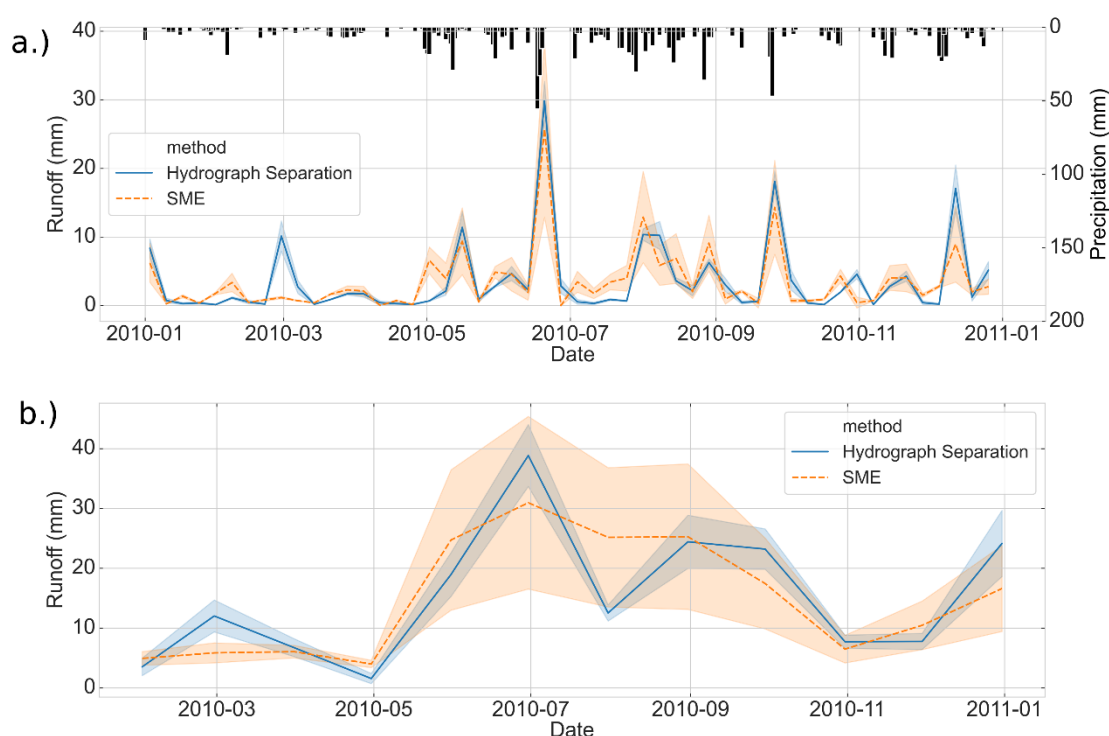 a.)
40
30
20
10
0
Runoff (mm)
0
50
100
150
200
Precipitation (mm)
method
Hydrograph Separation
SME
2010-01
2010-03
2010-05
2010-07
2010-09
2010-11
2011-01
Date
b.)
40
30
20
10
0
Runoff (mm)
method
Hydrograph Separation
SME
2010-03
2010-05
2010-07
2010-09
2010-11
2011-01
Date